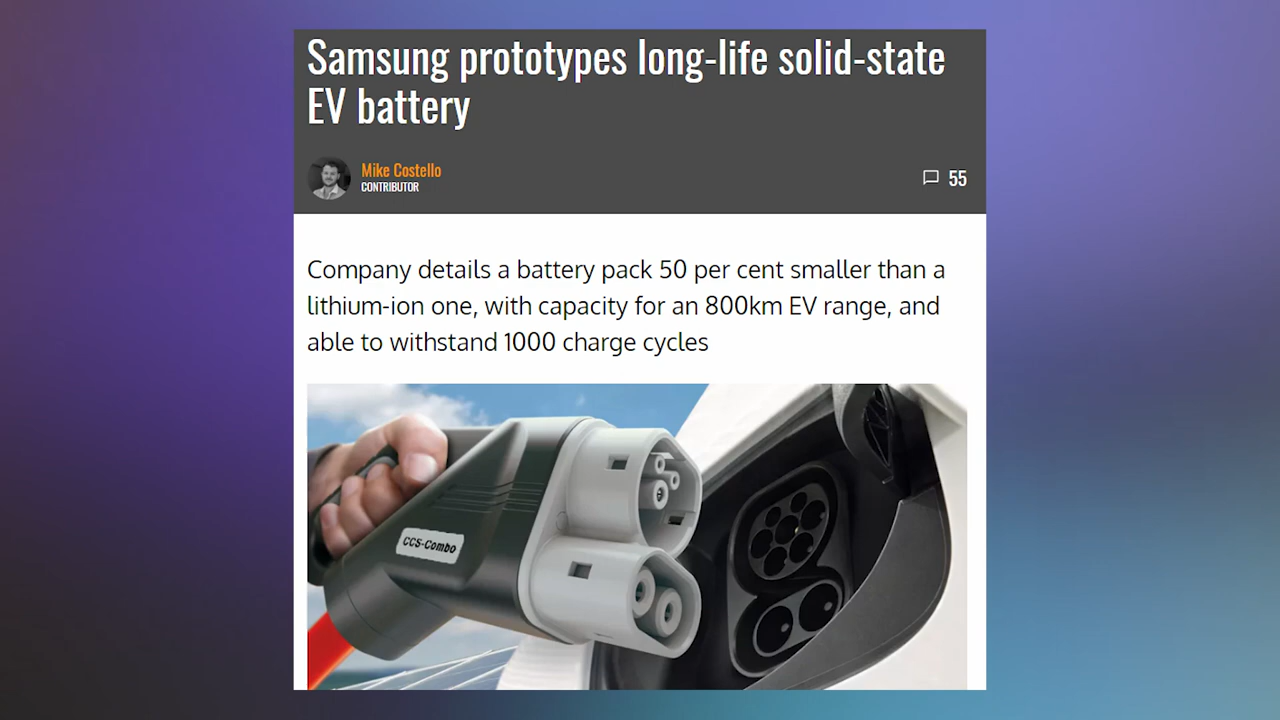 Samsung prototypes long-life solid-state
EV battery
Mike Costello
CONTRIBUTOR
55
Company details a battery pack 50 per cent smaller than a
lithium-ion one, with capacity for an 800km EV range, and
able to withstand 1000 charge cycles
CCS-Combo